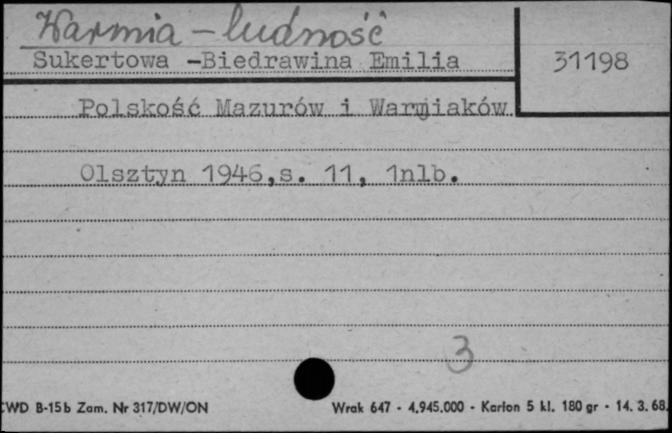 Warmia – ludność
Sukertowa -Biedrawina Emilia
31198
Polskość Mazurów i Warmiaków
Olsztyn 1946,s. 11, 1nlb.
3
CWD B-15b Zam. Nr 317/DW/ON
Wrak 647 - 4.945.000 - Karton 5 kl. 180 gr - 14. 3. 68.